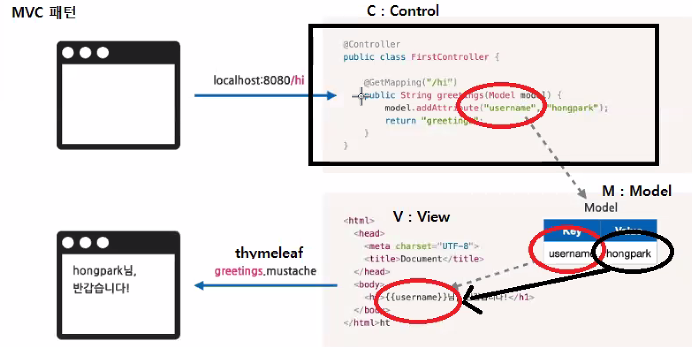 MVC 패턴
C : Control
@Controller
public class FirstController {
@GetMapping("/hi")
public String greetings(Model model) {
model.addAttribute("username", "hongpark");
return "greetings";
}
}
localhost:8080/hi
M : Model
Model
Key Value
username hongpark
V : View
<html>
<head>
<meta charset="UTF-8">
<title>Document</title>
</head>
<body>
{{username}}님, 니다!</h1>
</body>
</html>ht
thymeleaf
greetings.mustache
hongpark님,
반갑습니다!